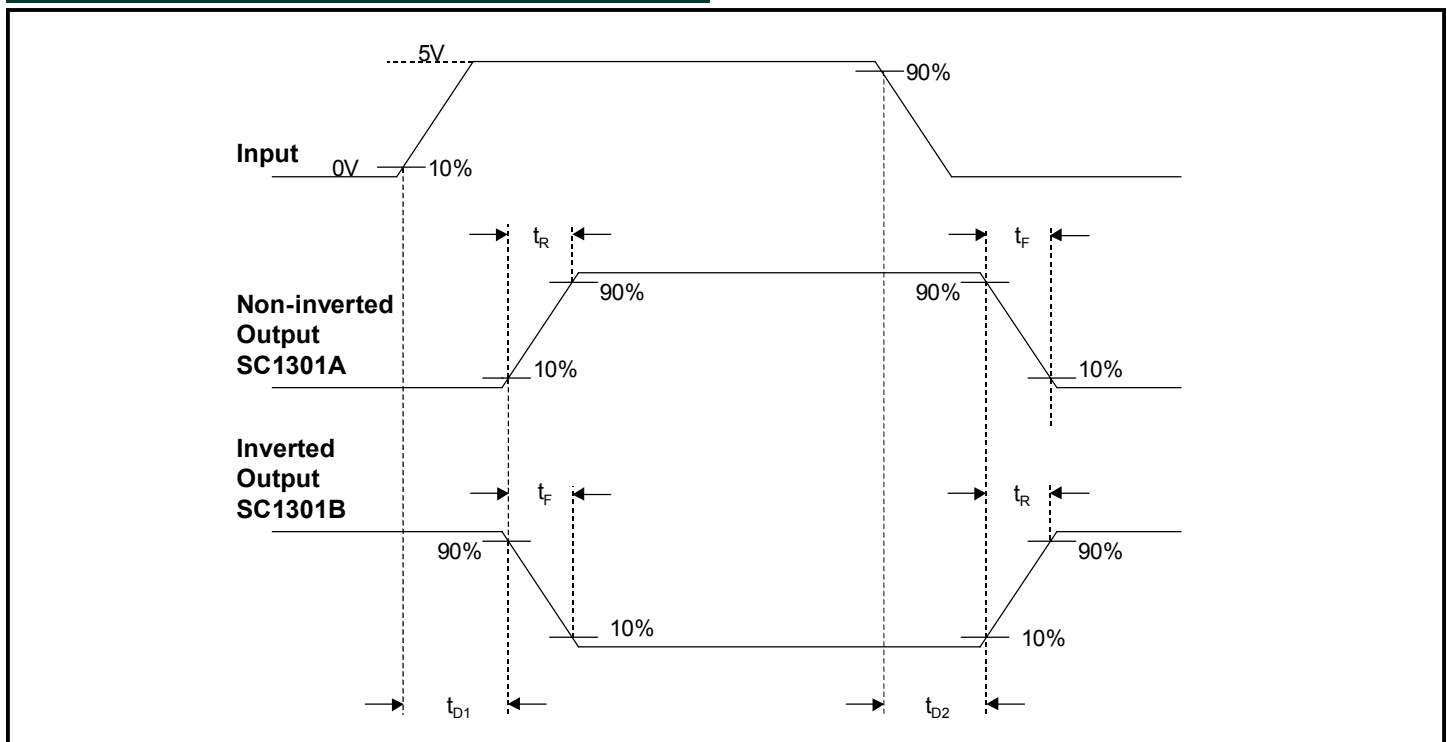 5V
90%
Input
0V
10%
tR
tF
Non-inverted
Output
SC1301A
90%
90%
10%
10%
Inverted
Output
SC1301B
tF
tR
90%
90%
10%
10%
tD1
tD2